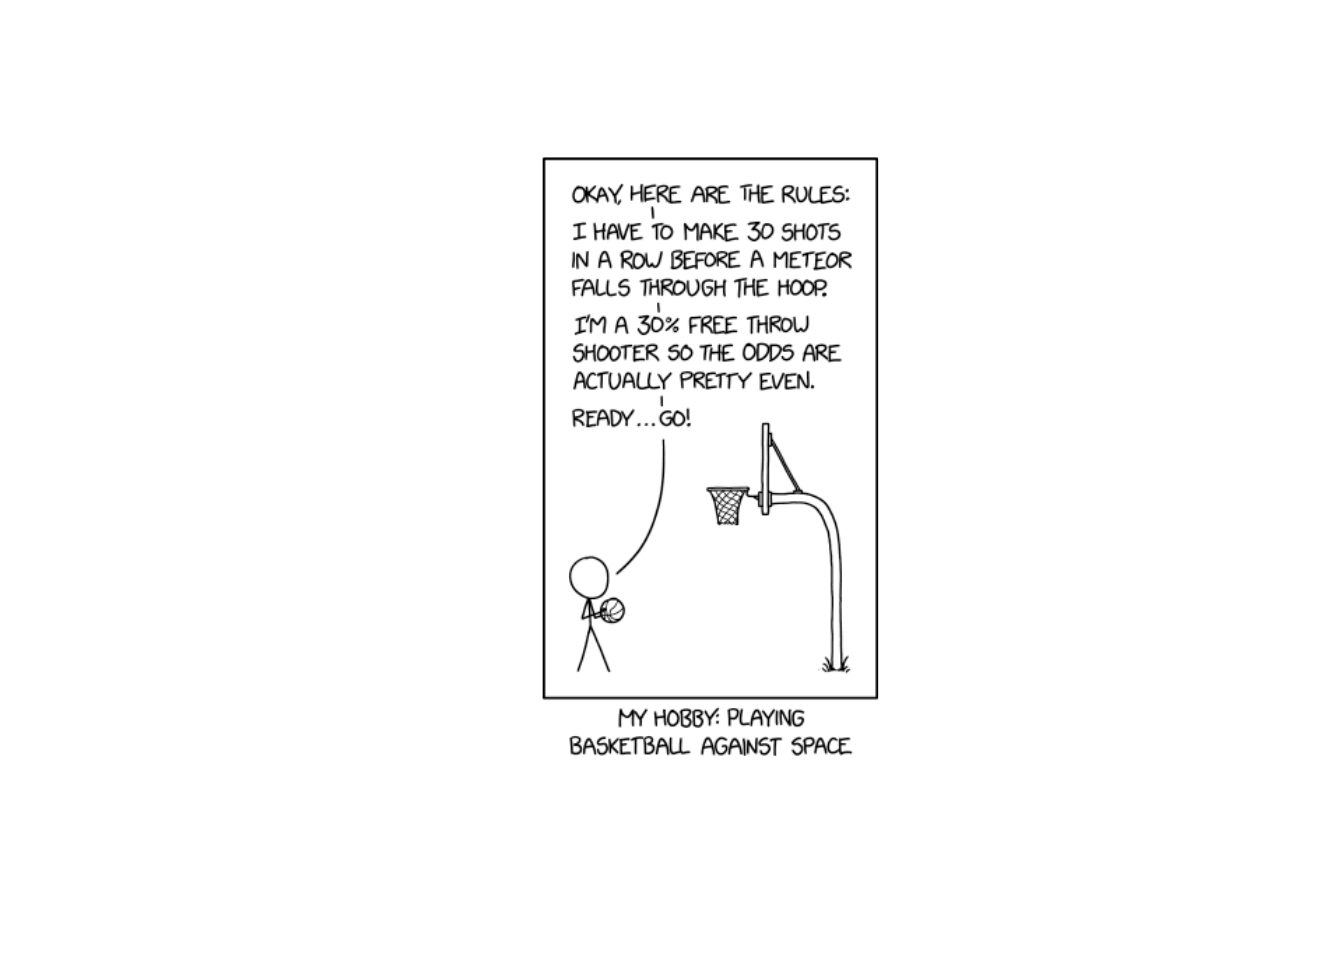 OKAY, HERE ARE THE RULES:
I HAVE TO MAKE 30 SHOTS
IN A ROW BEFORE A METEOR
FALLS THROUGH THE HOOP.
I'M A 30% FREE THROW
SHOOTER SO THE ODDS ARE
ACTUALLY PRETTY EVEN.
READY...GO!
MY HOBBY: PLAYING
BASKETBALL AGAINST SPACE